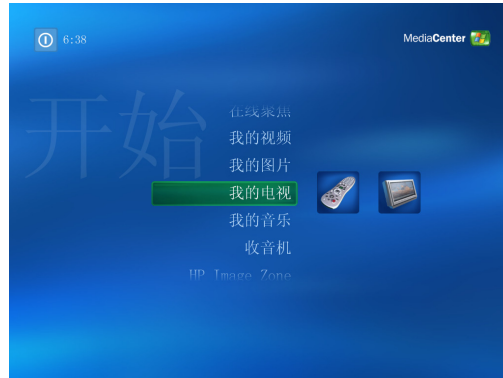 6:38
MediaCenter
开始
在线聚焦
我的视频
我的图片
我的电视
我的音乐
收音机
HP Image Zone